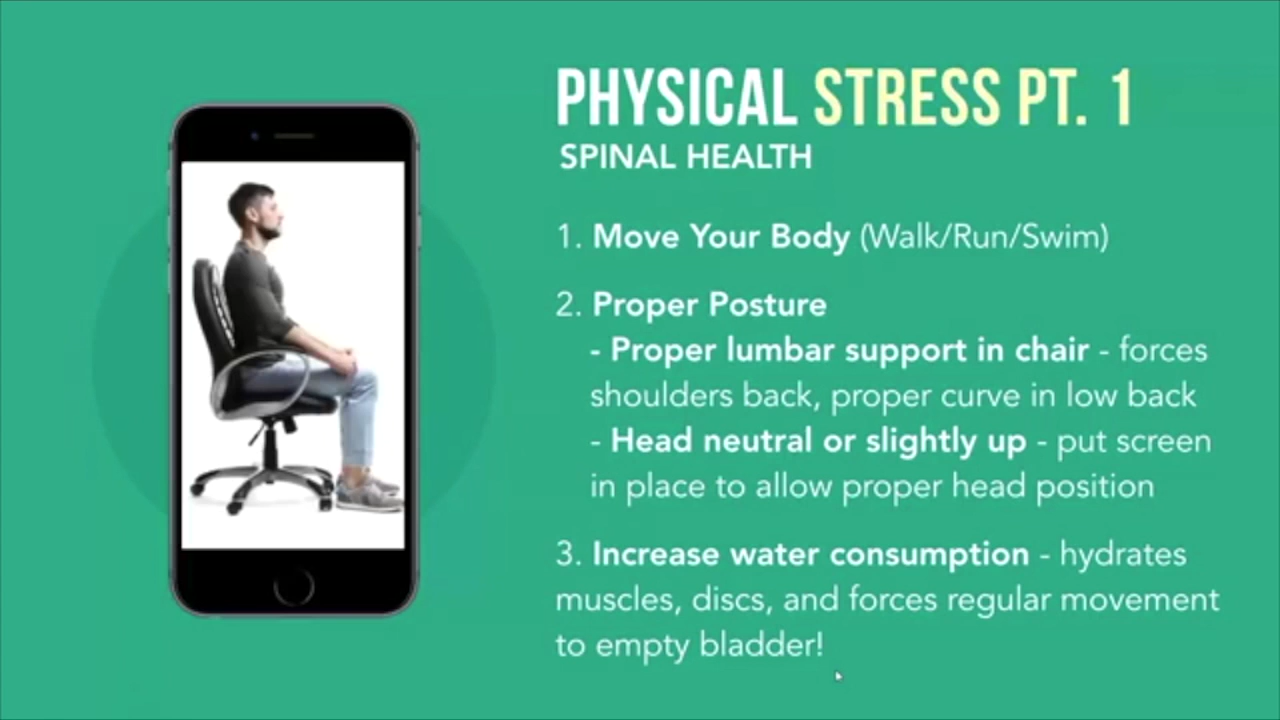 PHYSICAL STRESS PT. 1
SPINAL HEALTH
1. Move Your Body (Walk/Run/Swim)
2. Proper Posture
- Proper lumbar support in chair - forces
shoulders back, proper curve in low back
- Head neutral or slightly up - put screen
in place to allow proper head position
3. Increase water consumption - hydrates
muscles, discs, and forces regular movement
to empty bladder!